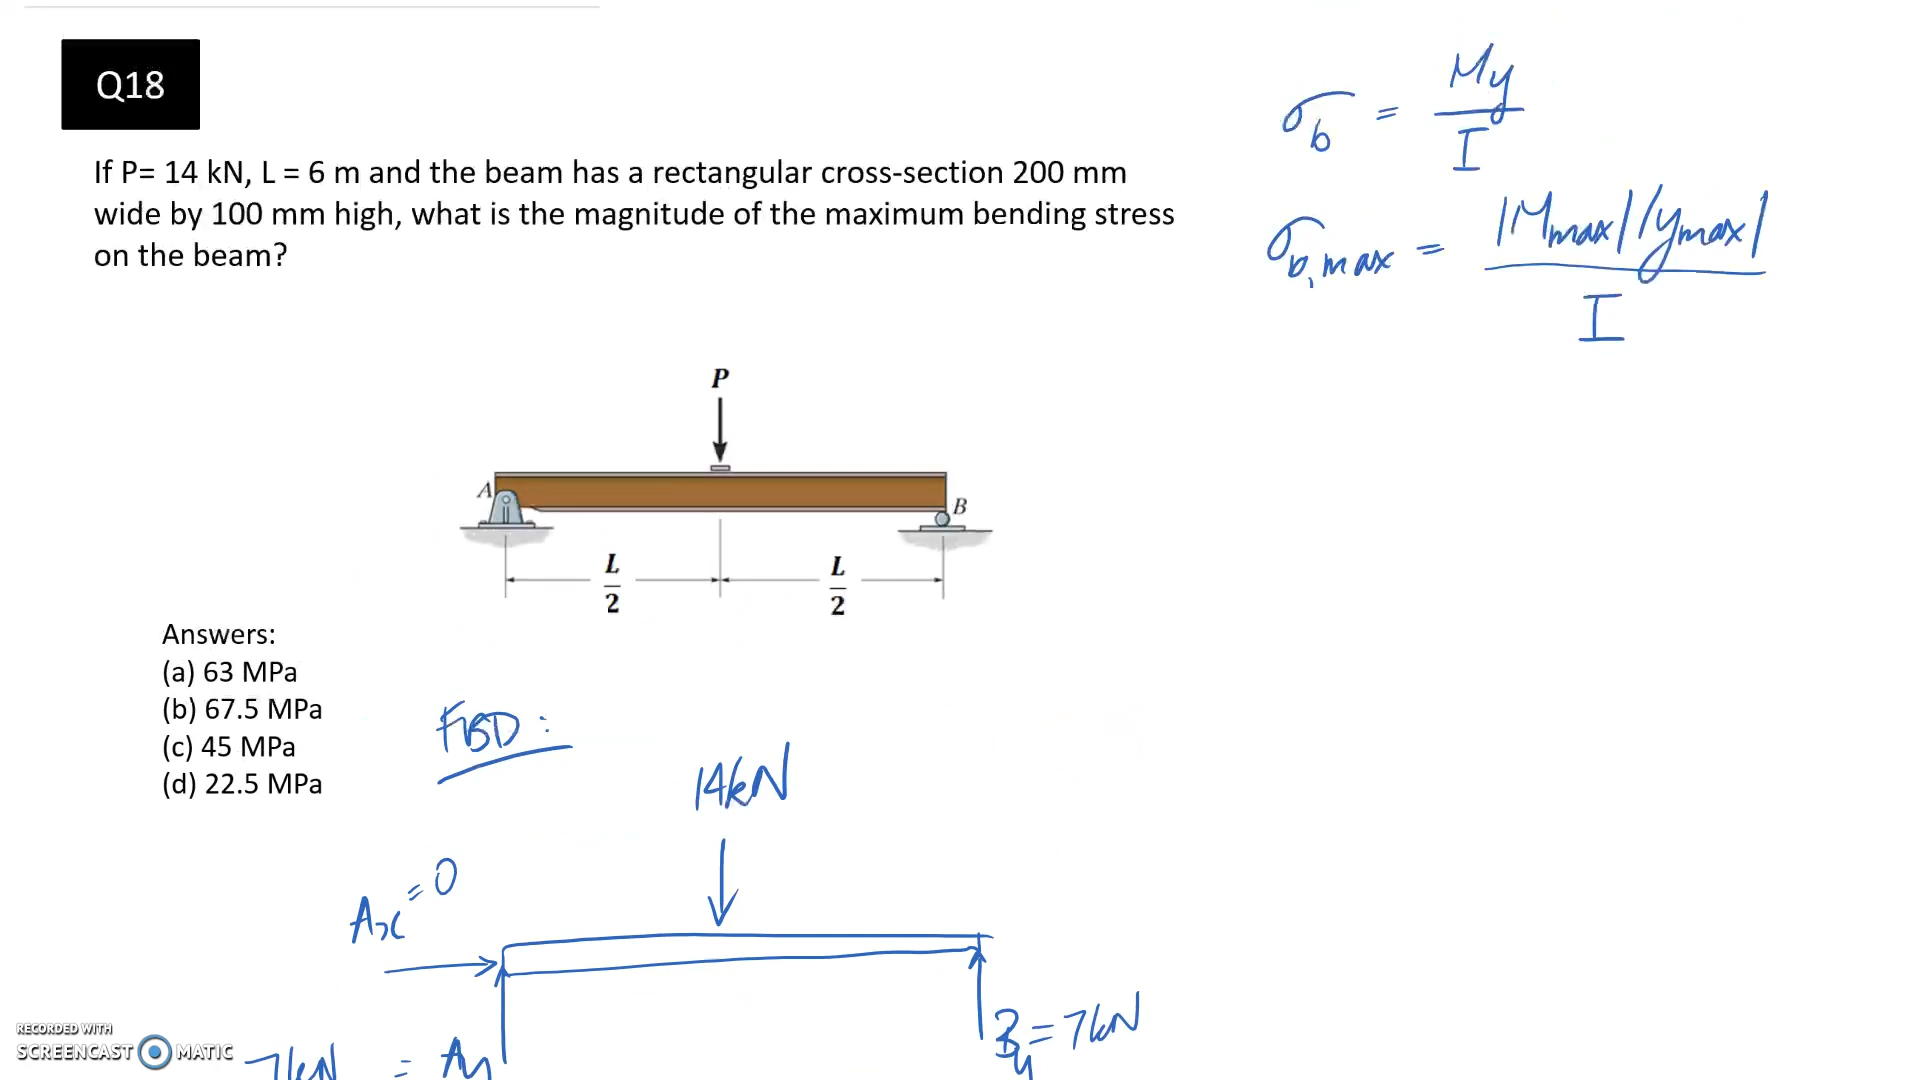 Q18
If P= 14 kN, L = 6 m and the beam has a rectangular cross-section 200 mm
wide by 100 mm high, what is the magnitude of the maximum bending stress
on the beam?
σb = My / I
σb,max = |Mmax| |ymax| / I
P
A
B
L/2
L/2
Answers:
(a) 63 MPa
(b) 67.5 MPa
(c) 45 MPa
(d) 22.5 MPa
FBD:
14kN
Ax = 0
By = 7kN
7kN = Ay
RECORDED WITH
SCREENCAST MATIC